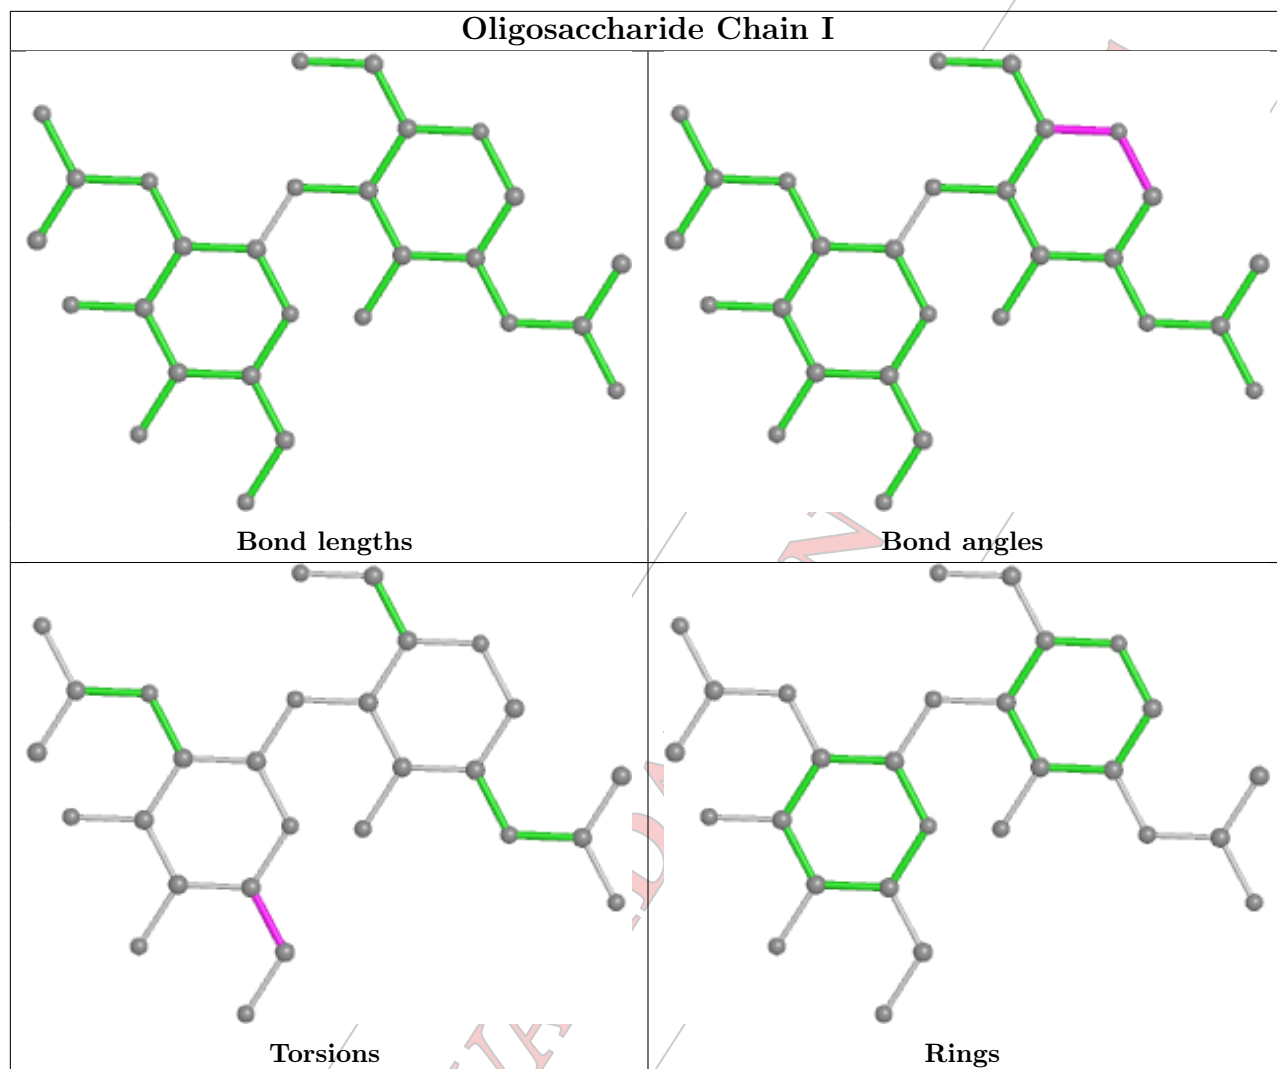 Oligosaccharide Chain I
Bond lengths
Bond angles
Torsions
Rings